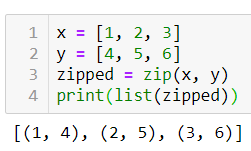 1 x = [1, 2, 3]
2 y = [4, 5, 6]
3 zipped = zip(x, y)
4 print(list(zipped))
[(1, 4), (2, 5), (3, 6)]